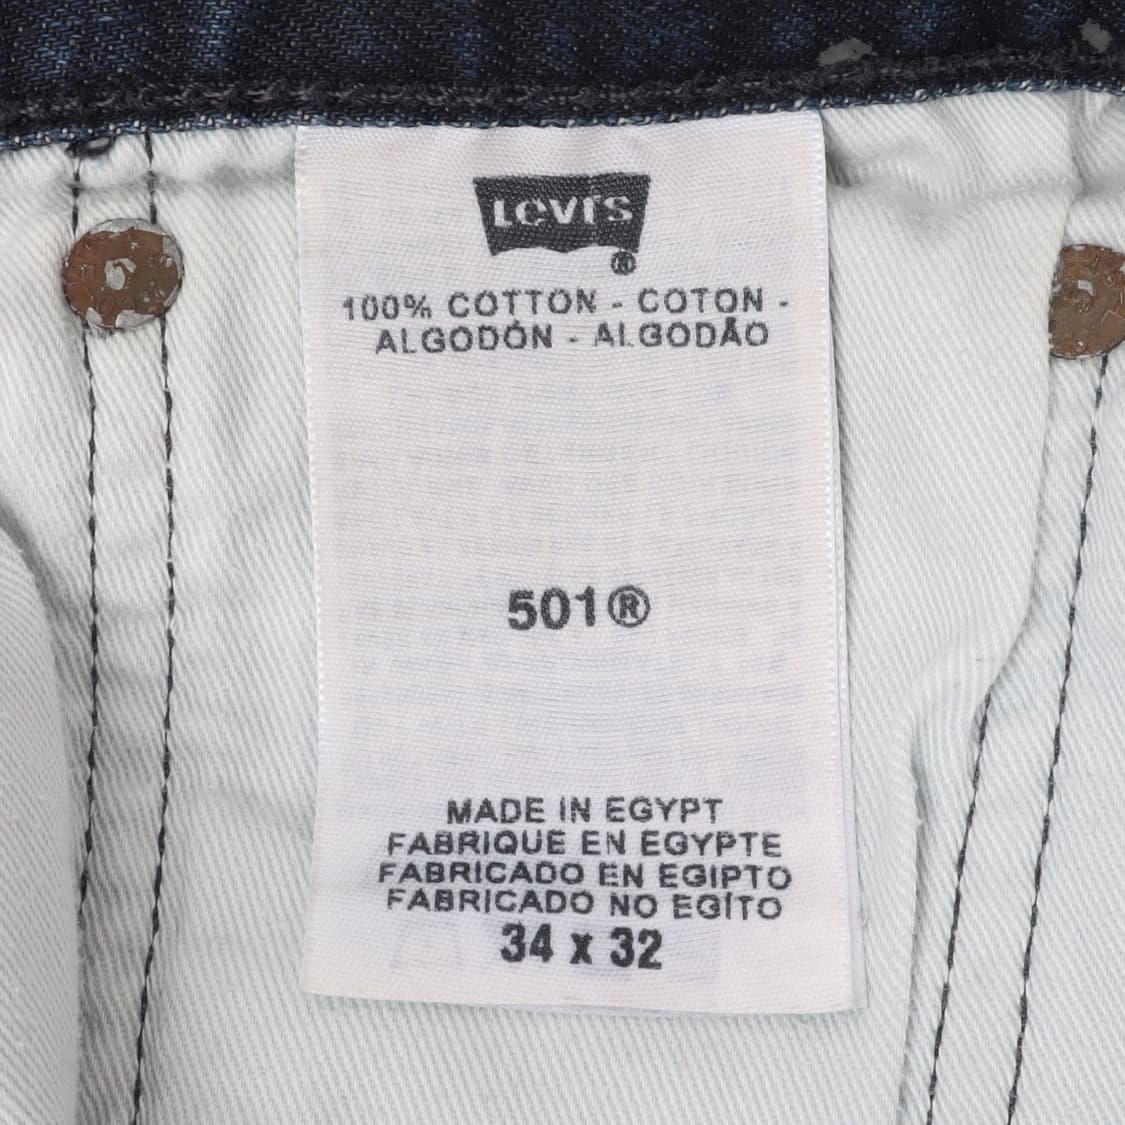 LEVI'S
®
100% COTTON - COTON -
ALGODÓN - ALGODÃO
501®
MADE IN EGYPT
FABRIQUE EN EGYPTE
FABRICADO EN EGIPTO
FABRICADO NO EGÍTO
34 x 32